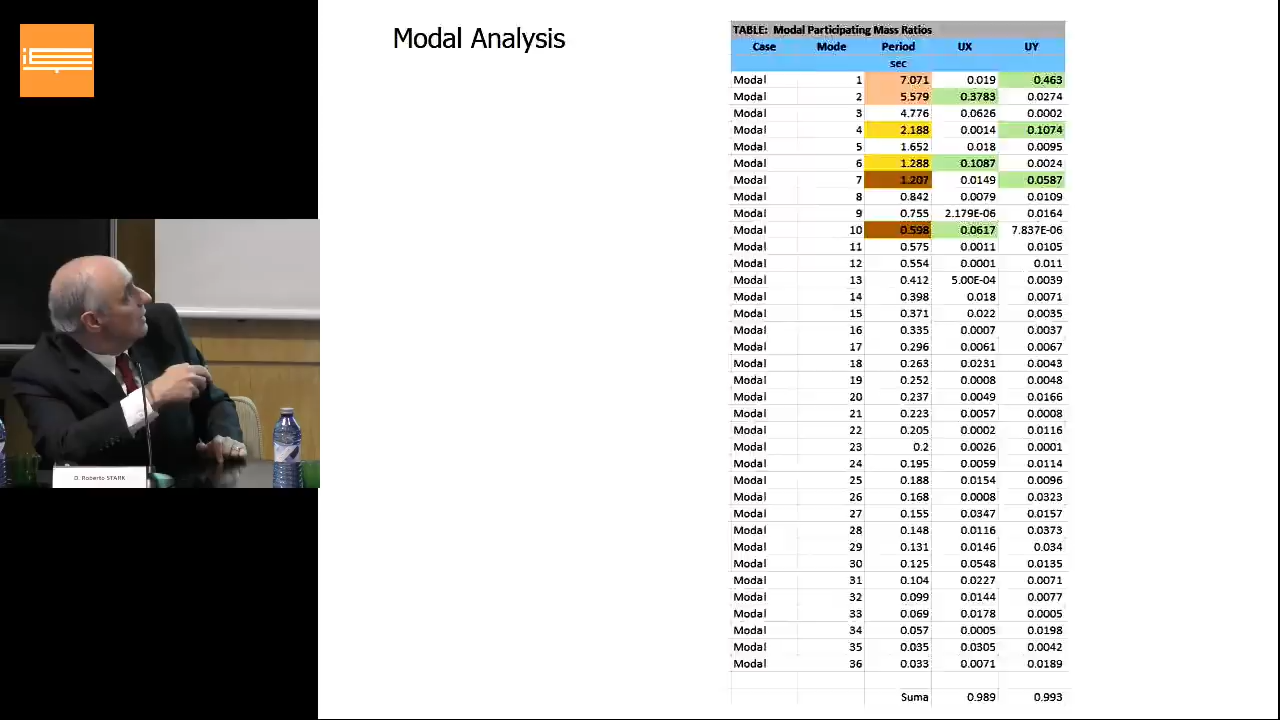 Modal Analysis
TABLE: Modal Participating Mass Ratios
Case Mode Period UX UY
sec
Modal 1 7.071 0.019 0.463
Modal 2 5.579 0.3783 0.0274
Modal 3 4.776 0.0626 0.0002
Modal 4 2.188 0.0014 0.1074
Modal 5 1.652 0.018 0.0095
Modal 6 1.288 0.1087 0.0024
Modal 7 1.207 0.0149 0.0587
Modal 8 0.842 0.0079 0.0109
Modal 9 0.755 2.179E-06 0.0164
Modal 10 0.598 0.0617 7.837E-06
Modal 11 0.575 0.0011 0.0105
Modal 12 0.554 0.0001 0.011
Modal 13 0.412 5.00E-04 0.0039
Modal 14 0.398 0.018 0.0071
Modal 15 0.371 0.022 0.0035
Modal 16 0.335 0.0007 0.0037
Modal 17 0.296 0.0061 0.0067
Modal 18 0.263 0.0231 0.0043
Modal 19 0.252 0.0008 0.0048
Modal 20 0.237 0.0049 0.0166
Modal 21 0.223 0.0057 0.0008
Modal 22 0.205 0.0002 0.0116
Modal 23 0.2 0.0026 0.0001
Modal 24 0.195 0.0059 0.0114
Modal 25 0.188 0.0154 0.0096
Modal 26 0.168 0.0008 0.0323
Modal 27 0.155 0.0347 0.0157
Modal 28 0.148 0.0116 0.0373
Modal 29 0.131 0.0146 0.034
Modal 30 0.125 0.0548 0.0135
Modal 31 0.104 0.0227 0.0071
Modal 32 0.099 0.0144 0.0077
Modal 33 0.069 0.0178 0.0005
Modal 34 0.057 0.0005 0.0198
Modal 35 0.035 0.0305 0.0042
Modal 36 0.033 0.0071 0.0189
Suma 0.989 0.993
D. Roberto STARK